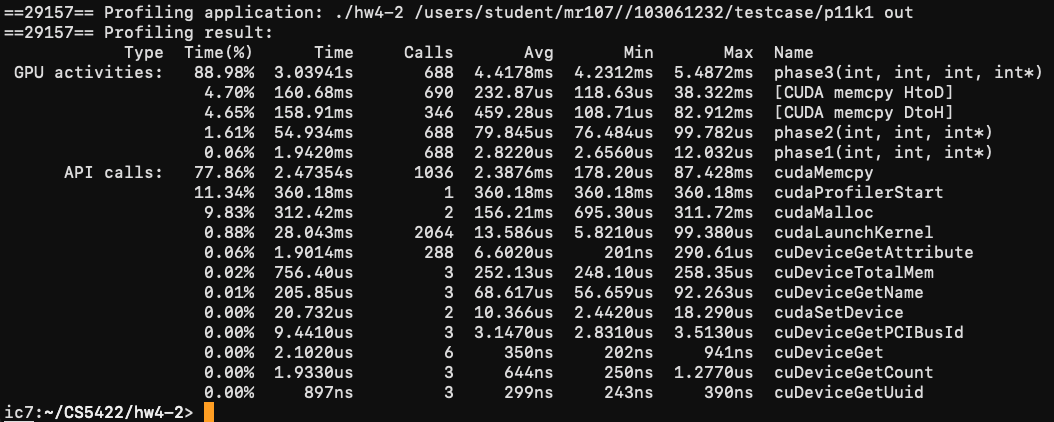 ==29157== Profiling application: ./hw4-2 /users/student/mr107//103061232/testcase/p11k1 out
==29157== Profiling result:
            Type  Time(%)      Time     Calls       Avg       Min       Max  Name
 GPU activities:   88.98%  3.03941s       688  4.4178ms  4.2312ms  5.4872ms  phase3(int, int, int, int*)
                    4.70%  160.68ms       690  232.87us  118.63us  38.322ms  [CUDA memcpy HtoD]
                    4.65%  158.91ms       346  459.28us  108.71us  82.912ms  [CUDA memcpy DtoH]
                    1.61%  54.934ms       688  79.845us  76.484us  99.782us  phase2(int, int, int*)
                    0.06%  1.9420ms       688  2.8220us  2.6560us  12.032us  phase1(int, int, int*)
      API calls:   77.86%  2.47354s      1036  2.3876ms  178.20us  87.428ms  cudaMemcpy
                   11.34%  360.18ms         1  360.18ms  360.18ms  360.18ms  cudaProfilerStart
                    9.83%  312.42ms         2  156.21ms  695.30us  311.72ms  cudaMalloc
                    0.88%  28.043ms      2064  13.586us  5.8210us  99.380us  cudaLaunchKernel
                    0.06%  1.9014ms       288  6.6020us     201ns  290.61us  cuDeviceGetAttribute
                    0.02%  756.40us         3  252.13us  248.10us  258.35us  cuDeviceTotalMem
                    0.01%  205.85us         3  68.617us  56.659us  92.263us  cuDeviceGetName
                    0.00%  20.732us         2  10.366us  2.4420us  18.290us  cudaSetDevice
                    0.00%  9.4410us         3  3.1470us  2.8310us  3.5130us  cuDeviceGetPCIBusId
                    0.00%  2.1020us         6     350ns     202ns     941ns  cuDeviceGet
                    0.00%  1.9330us         3     644ns     250ns  1.2770us  cuDeviceGetCount
                    0.00%     897ns         3     299ns     243ns     390ns  cuDeviceGetUuid
ic7:~/CS5422/hw4-2>